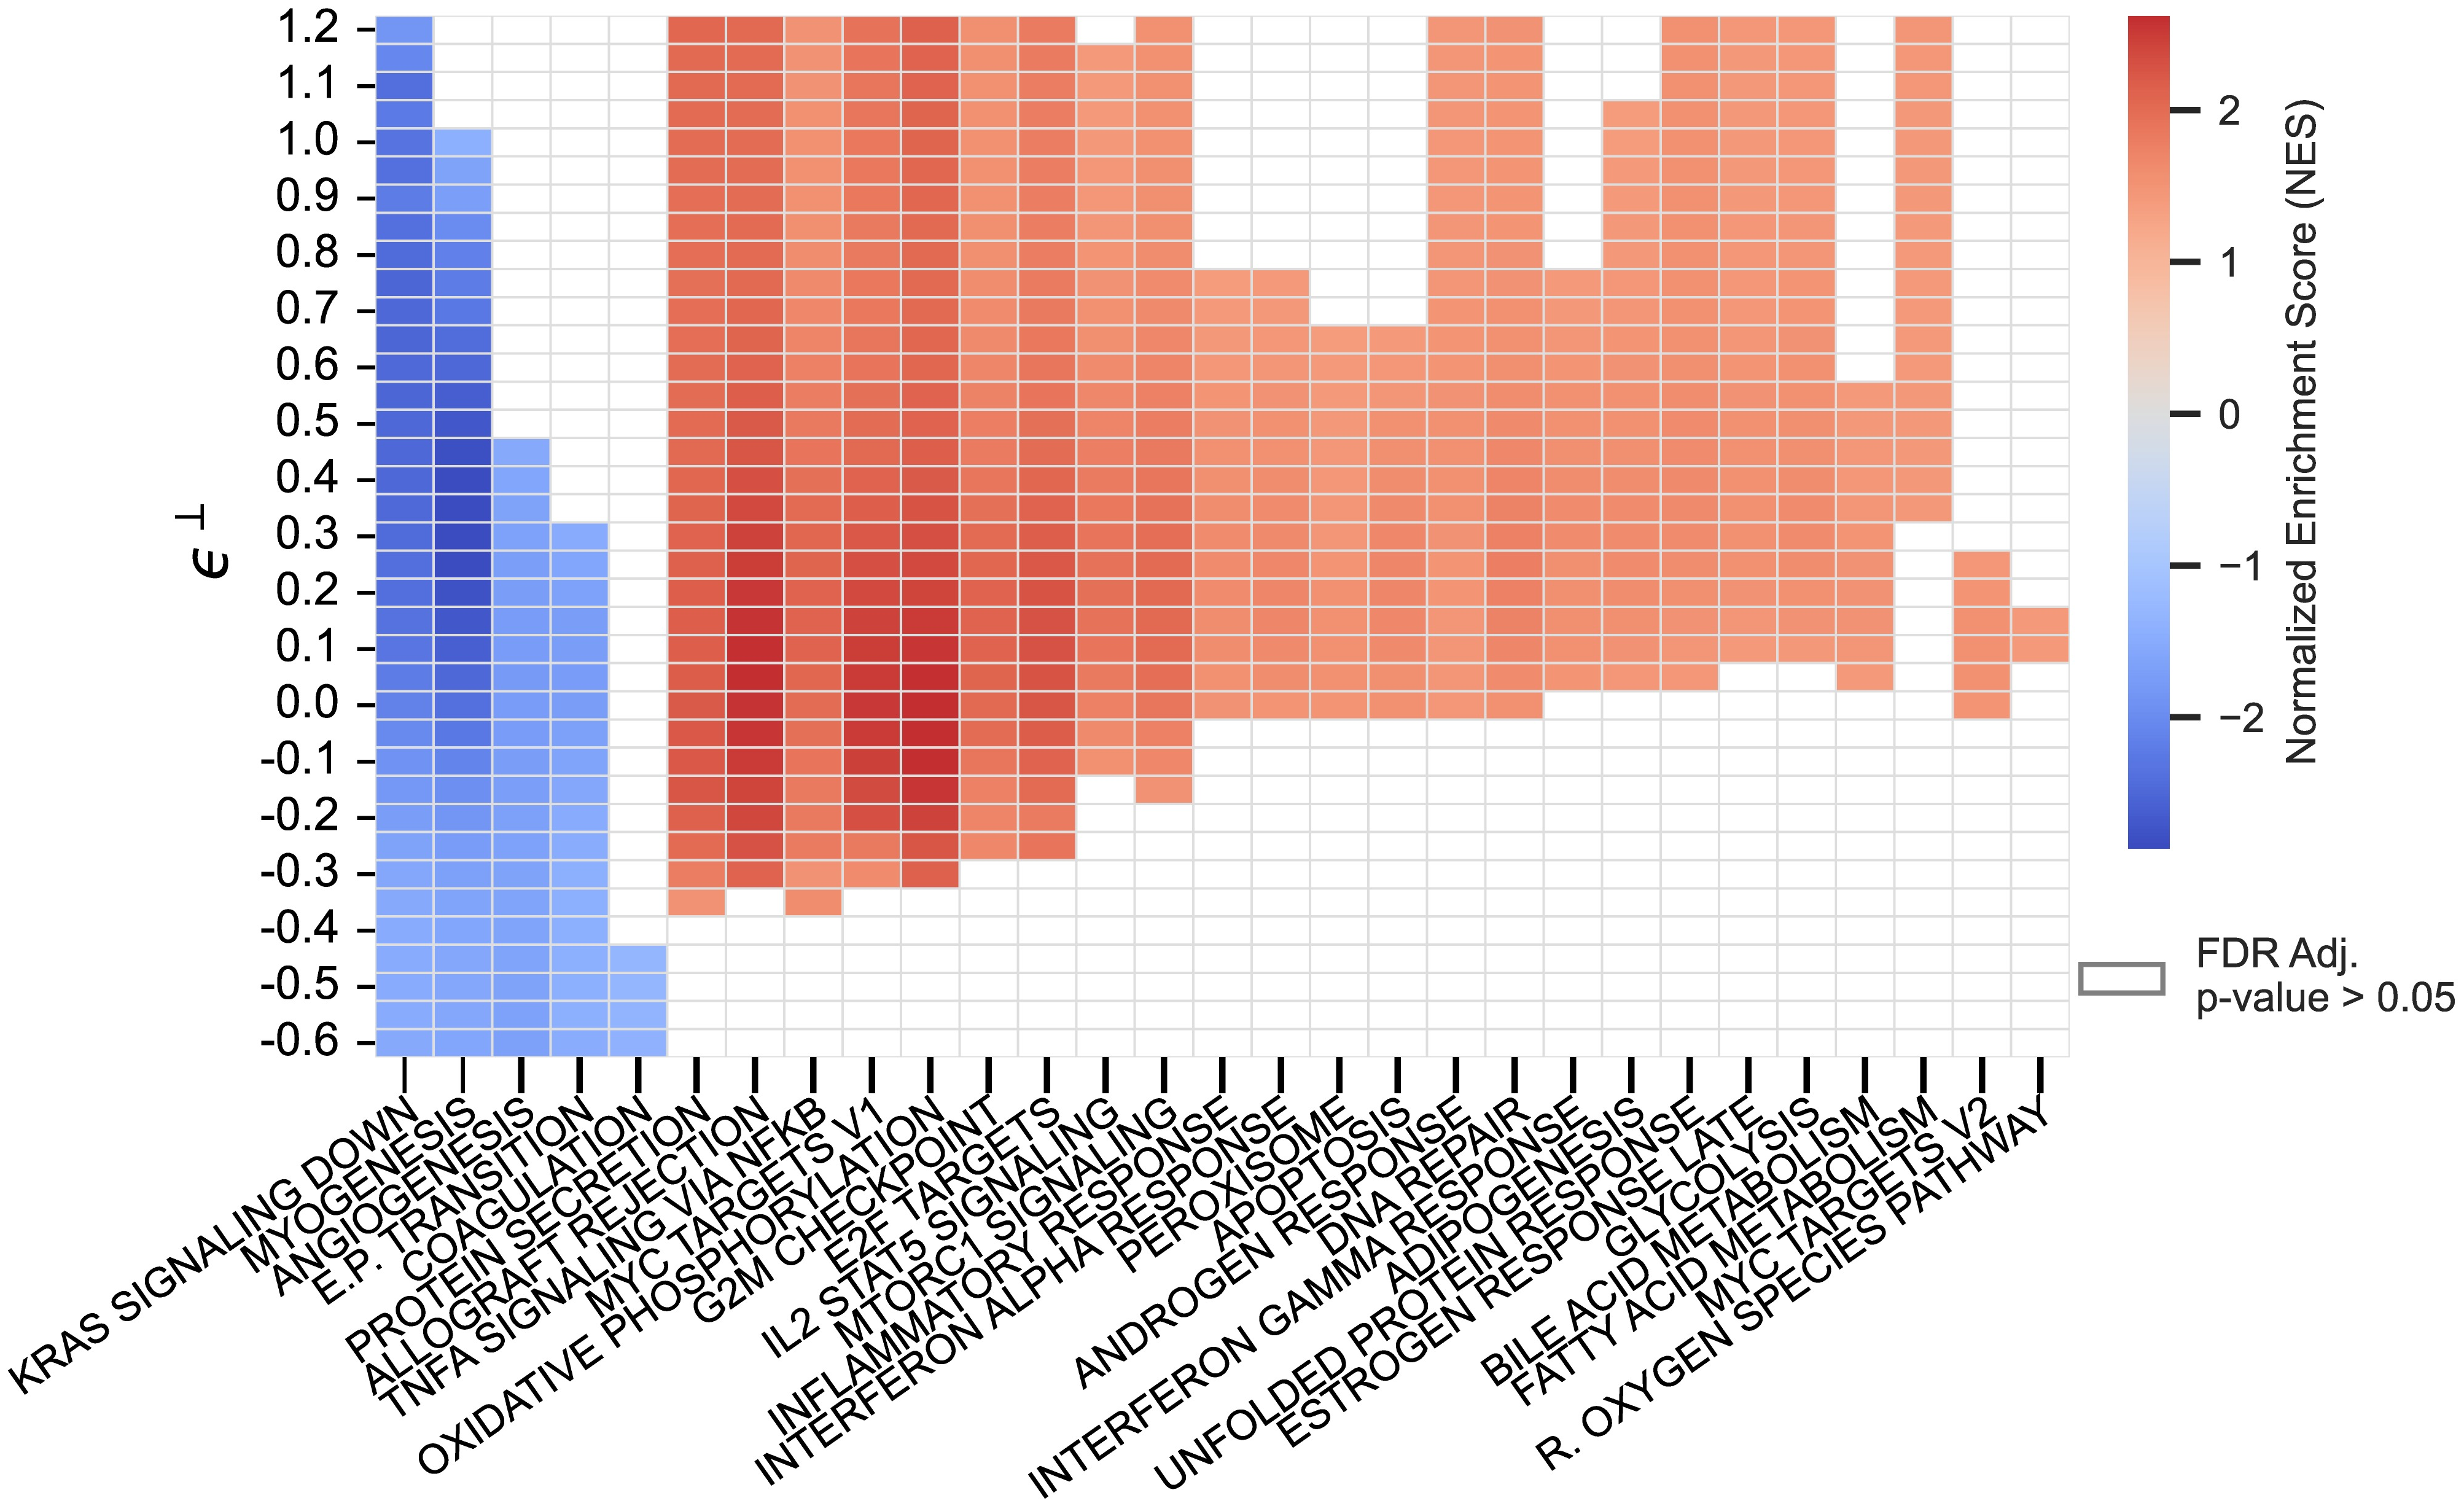 1.2
1.1
1.0
0.9
0.8
0.7
0.6
0.5
0.4
0.3
0.2
0.1
0.0
-0.1
-0.2
-0.3
-0.4
-0.5
-0.6
ϵ ⊥
KRAS SIGNALING DOWN
MYOGENESIS
ANGIOGENESIS
E.P. TRANSITION
COAGULATION
PROTEIN SECRETION
ALLOGRAFT REJECTION
TNFA SIGNALING VIA NFKB
MYC TARGETS V1
OXIDATIVE PHOSPHORYLATION
G2M CHECKPOINT
E2F TARGETS
IL2 STAT5 SIGNALING
MTORC1 SIGNALING
INFLAMMATORY RESPONSE
INTERFERON ALPHA RESPONSE
PEROXISOME
APOPTOSIS
ANDROGEN RESPONSE
DNA REPAIR
INTERFERON GAMMA RESPONSE
ADIPOGENESIS
UNFOLDED PROTEIN RESPONSE
ESTROGEN RESPONSE LATE
GLYCOLYSIS
BILE ACID METABOLISM
FATTY ACID METABOLISM
MYC TARGETS V2
R. OXYGEN SPECIES PATHWAY
2
1
0
−1
−2
Normalized Enrichment Score (NES)
FDR Adj.
p-value > 0.05